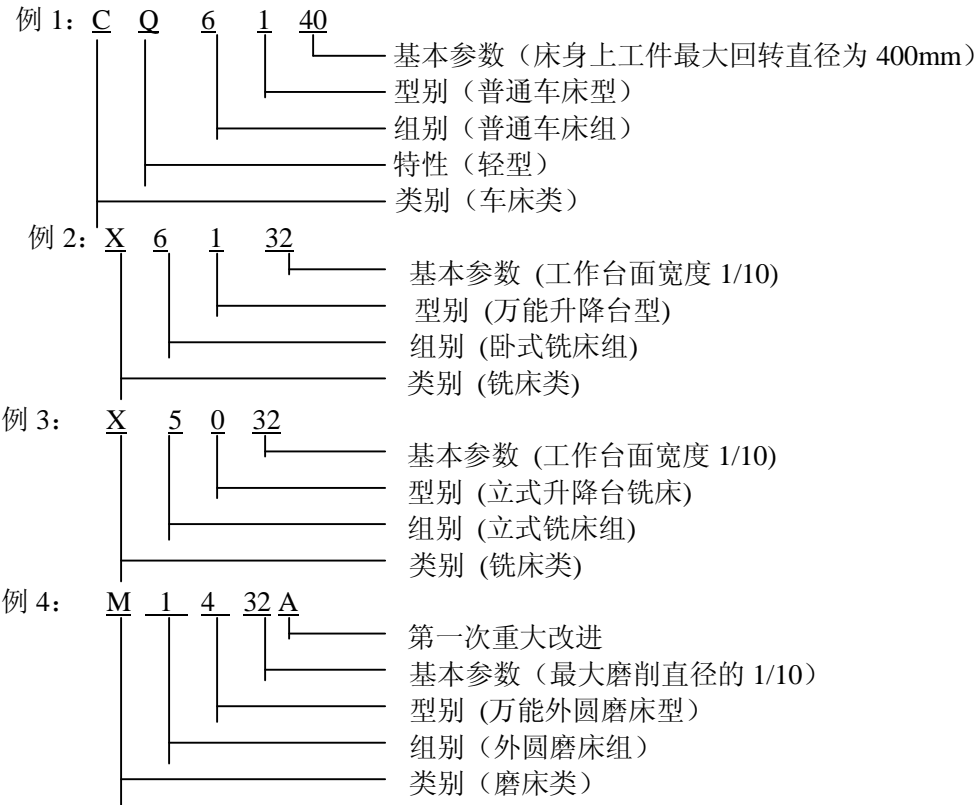 例 1：C Q 6 1 40
基本参数（床身上工件最大回转直径为 400mm）
型别（普通车床型）
组别（普通车床组）
特性（轻型）
类别（车床类）
例 2：X 6 1 32
基本参数 (工作台面宽度 1/10)
型别 (万能升降台型)
组别 (卧式铣床组)
类别 (铣床类)
例 3： X 5 0 32
基本参数 (工作台面宽度 1/10)
型别 (立式升降台铣床)
组别 (立式铣床组)
类别 (铣床类)
例 4： M 1 4 32 A
第一次重大改进
基本参数（最大磨削直径的 1/10）
型别 (万能外圆磨床型）
组别（外圆磨床组）
类别（磨床类）